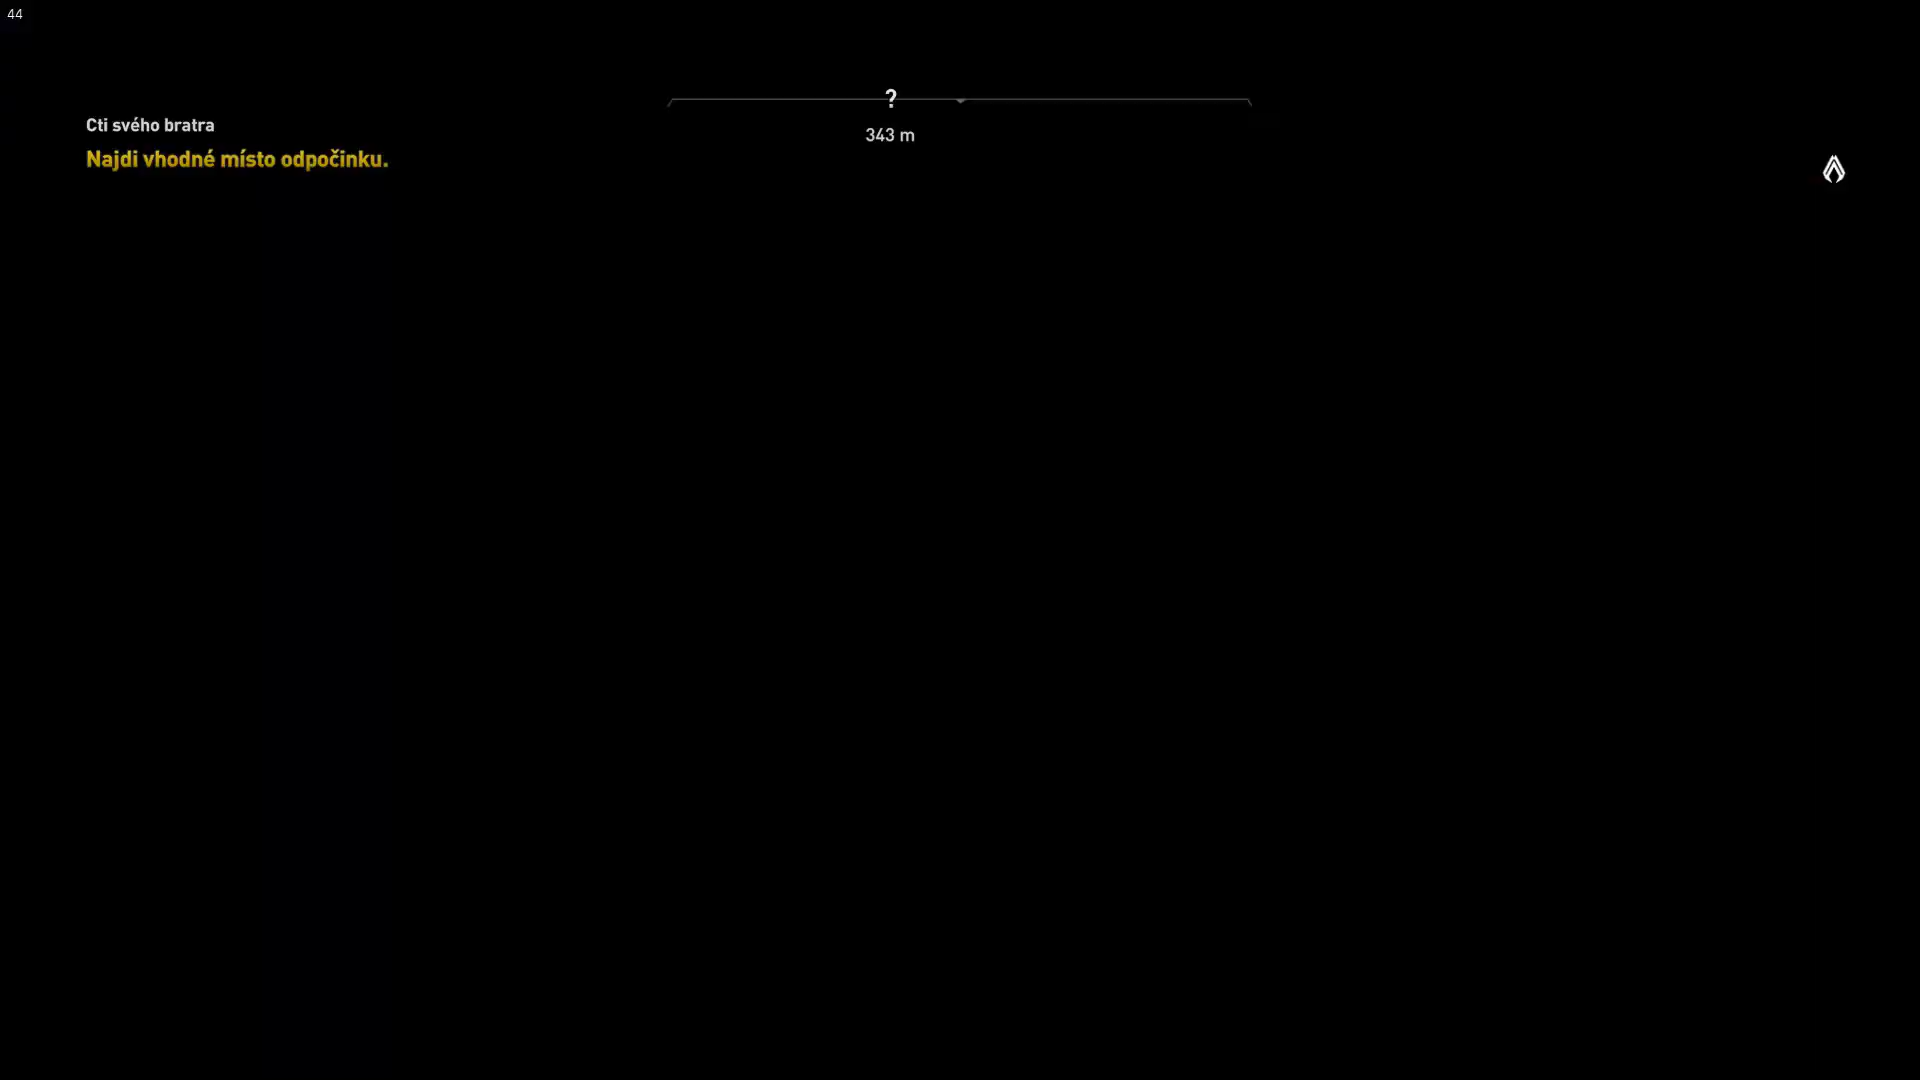 44
?
343 m
Cti svého bratra
Najdi vhodné místo odpočinku.